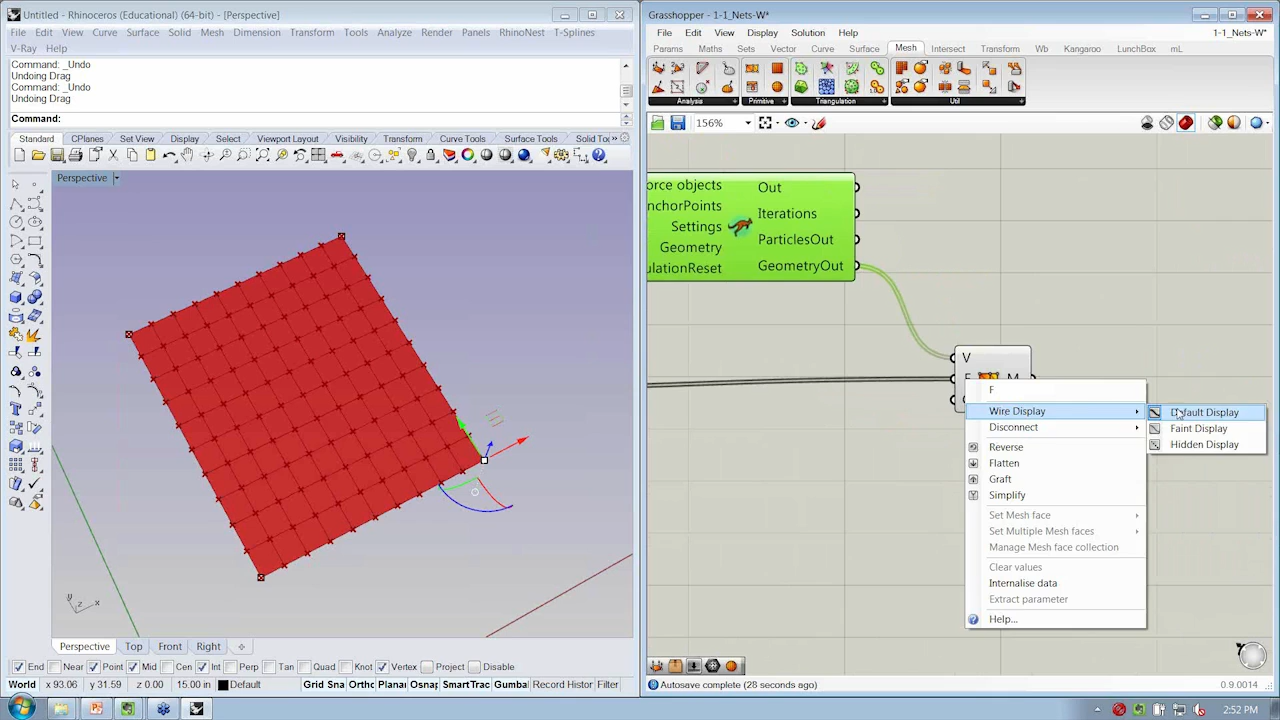 Untitled - Rhinoceros (Educational) (64-bit) - [Perspective]
File Edit View Curve Surface Solid Mesh Dimension Transform Tools Analyze Render Panels RhinoNest T-Splines
V-Ray Help
Command: _Undo
Undoing Drag
Command: _Undo
Undoing Drag
Command:
Standard CPlanes Set View Display Select Viewport Layout Visibility Transform Curve Tools Surface Tools Solid To
Perspective
z
y
x
Perspective Top Front Right
End Near Point Mid Cen Int Perp Tan Quad Knot Vertex Project Disable
World x 93.06 y 31.59 z 0.00 15.00 in Default Grid Sna Ortho Planar Osnap SmartTrac Gumba Record Histor Filter
Grasshopper - 1-1_Nets-W*
File Edit View Display Solution Help 1-1_Nets-W*
Params Maths Sets Vector Curve Surface Mesh Intersect Transform Wb Kangaroo LunchBox mL
Analysis Primitive Triangulation Util
156%
orce objects
nchorPoints
Settings
Geometry
ulationReset
Out
Iterations
ParticlesOut
GeometryOut
V
F M
F
Wire Display
Disconnect
Reverse
Flatten
Graft
Simplify
Set Mesh face
Set Multiple Mesh faces
Manage Mesh face collection
Clear values
Internalise data
Extract parameter
Help...
Default Display
Faint Display
Hidden Display
Autosave complete (28 seconds ago)
0.9.0014
2:52 PM